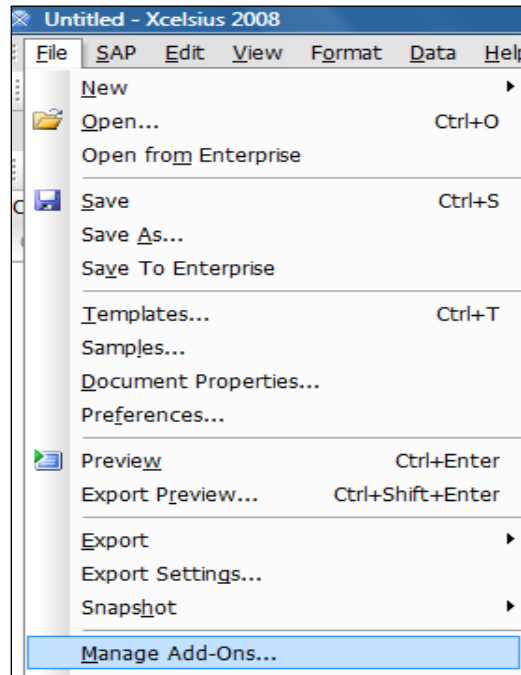 Untitled - Xcelsius 2008
File SAP Edit View Format Data Help
New
Open... Ctrl+O
Open from Enterprise
Save Ctrl+S
Save As...
Save To Enterprise
Templates... Ctrl+T
Samples...
Document Properties...
Preferences...
Preview Ctrl+Enter
Export Preview... Ctrl+Shift+Enter
Export
Export Settings...
Snapshot
Manage Add-Ons...